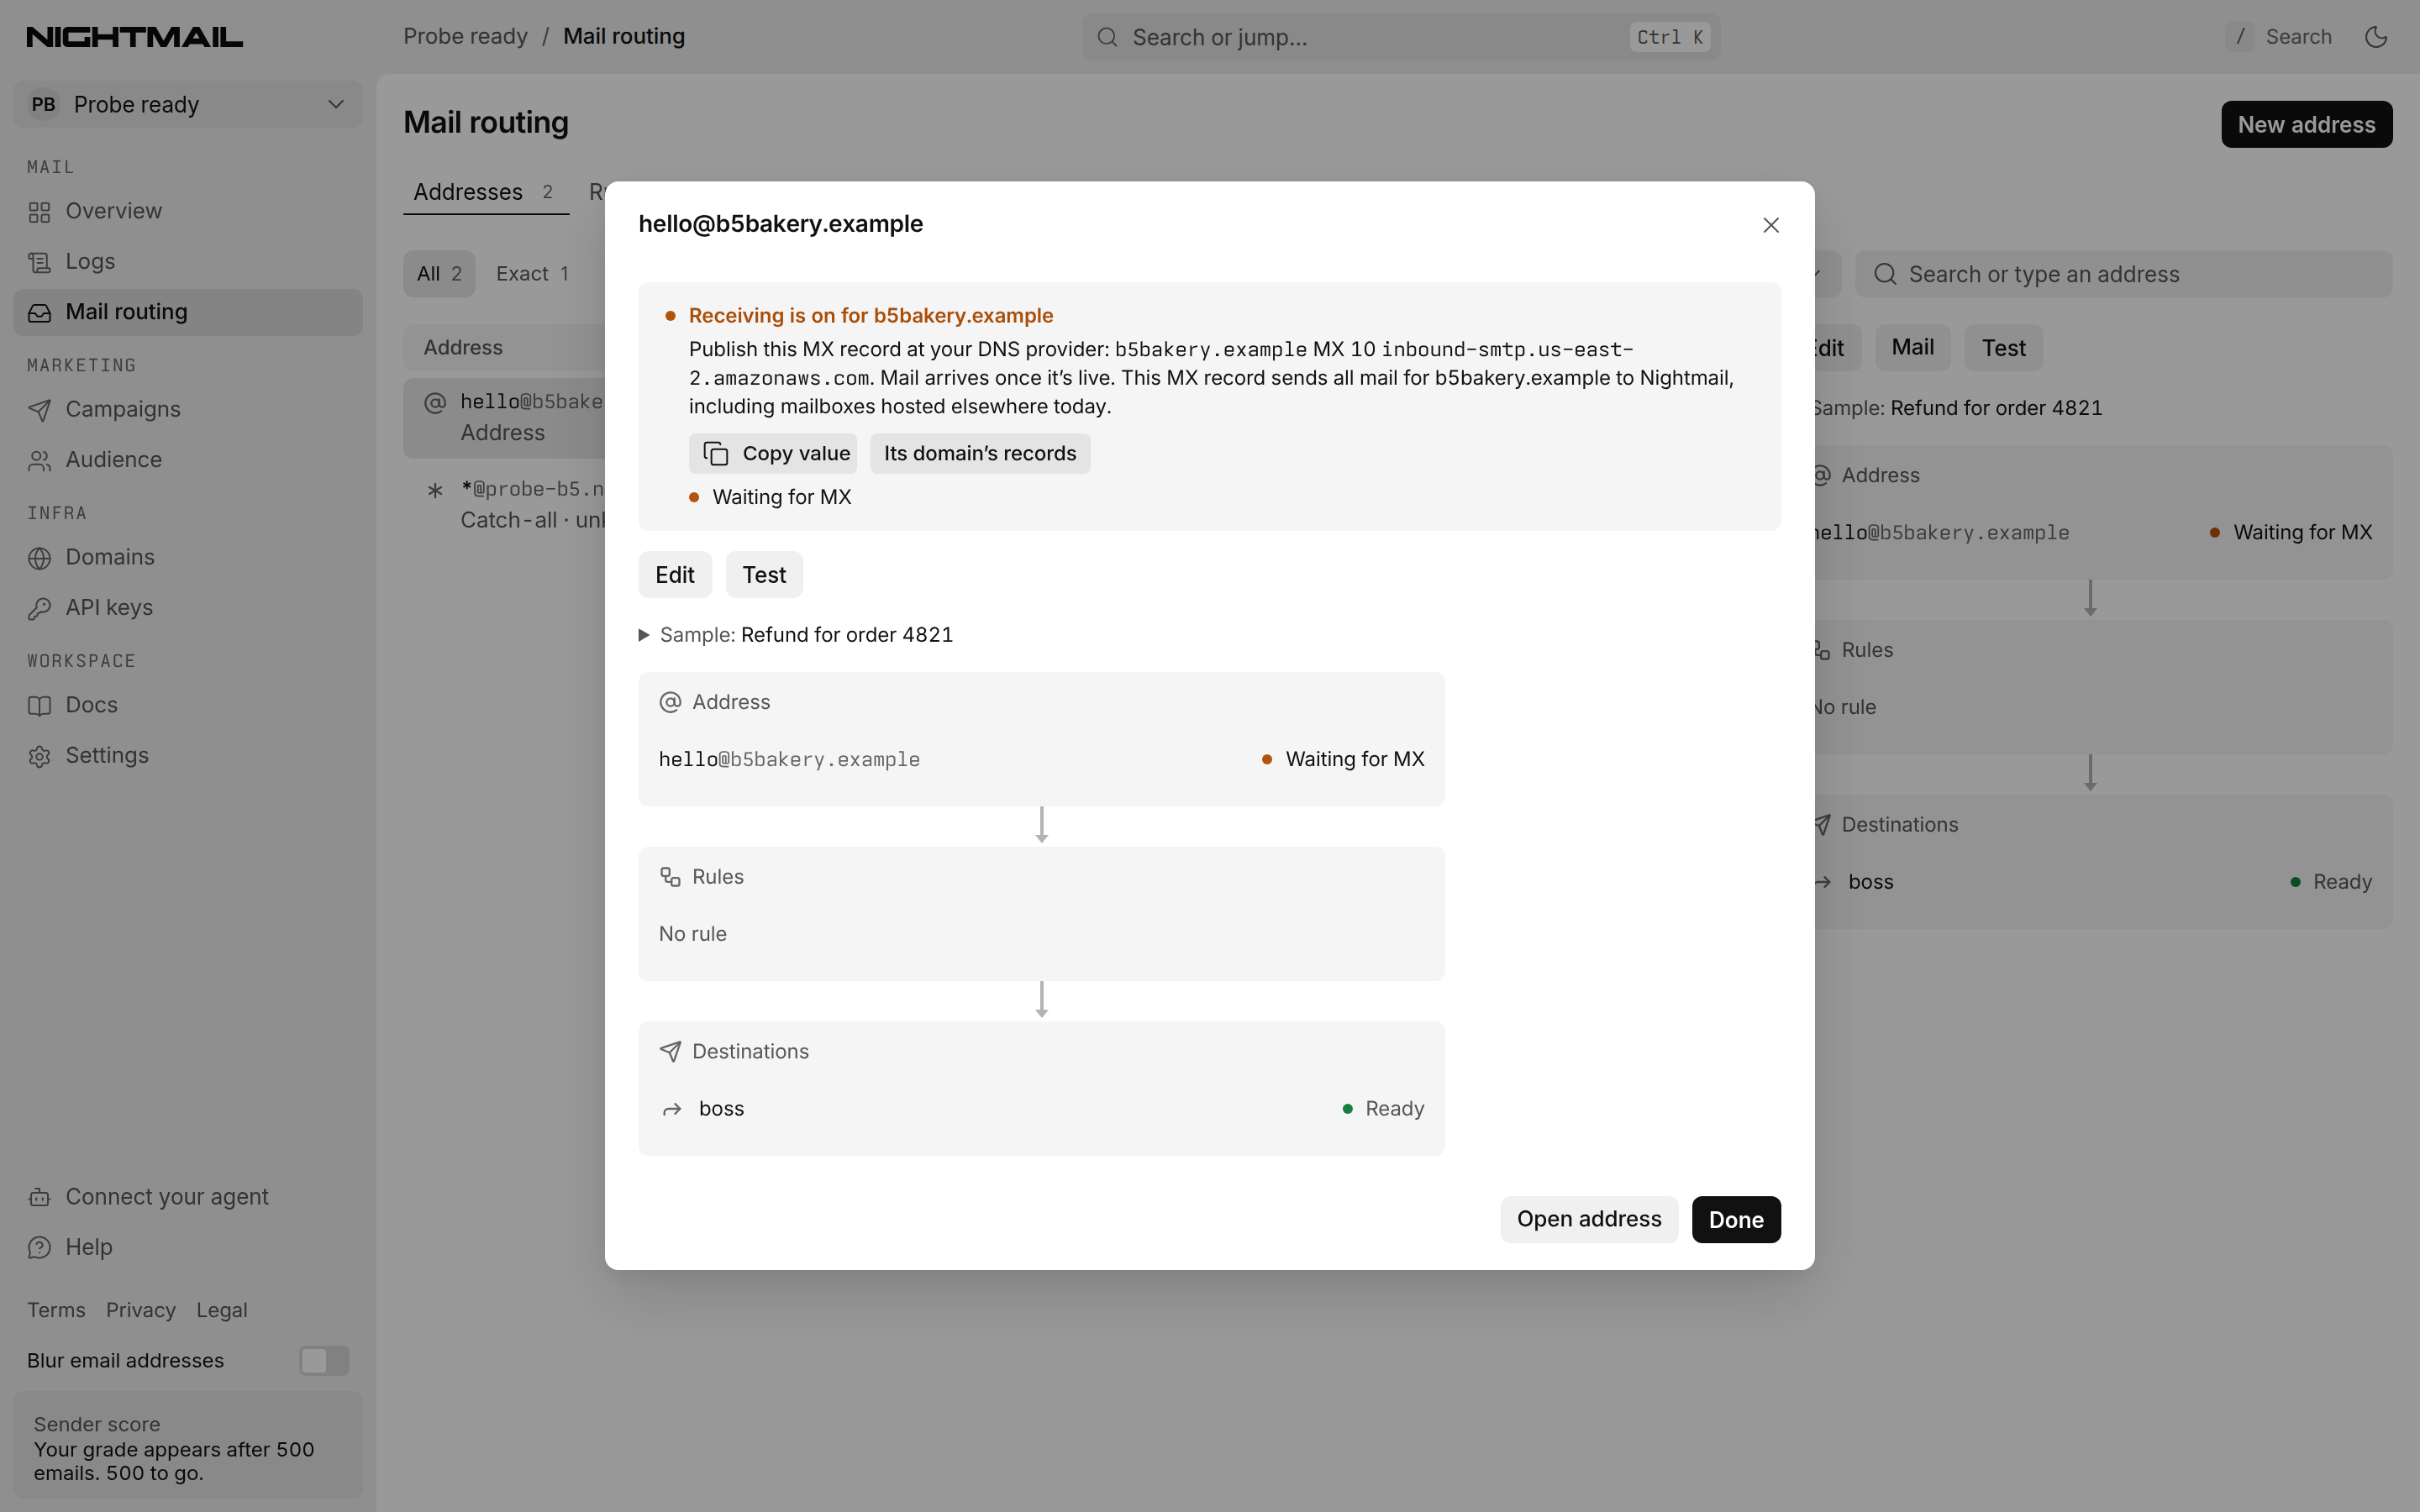 NIGHTMAIL
Probe ready / Mail routing
Search or jump...
Ctrl K
/ Search
PB Probe ready
MAIL
Overview
Logs
Mail routing
MARKETING
Campaigns
Audience
INFRA
Domains
API keys
WORKSPACE
Docs
Settings
Connect your agent
Help
Terms Privacy Legal
Blur email addresses
Sender score
Your grade appears after 500
emails. 500 to go.
Mail routing
New address
Addresses 2
All 2 Exact 1
Search or type an address
Address
hello@b5bake
Address
*@probe-b5.n
Catch-all
hello@b5bakery.example
Receiving is on for b5bakery.example
Publish this MX record at your DNS provider: b5bakery.example MX 10 inbound-smtp.us-east-
2.amazonaws.com. Mail arrives once it’s live. This MX record sends all mail for b5bakery.example to Nightmail,
including mailboxes hosted elsewhere today.
Copy value Its domain’s records
Waiting for MX
Edit Test
Sample: Refund for order 4821
Address
hello@b5bakery.example Waiting for MX
Rules
No rule
Destinations
boss Ready
Open address Done
Mail Test
Sample: Refund for order 4821
Address
hello@b5bakery.example Waiting for MX
Rules
No rule
Destinations
boss Ready